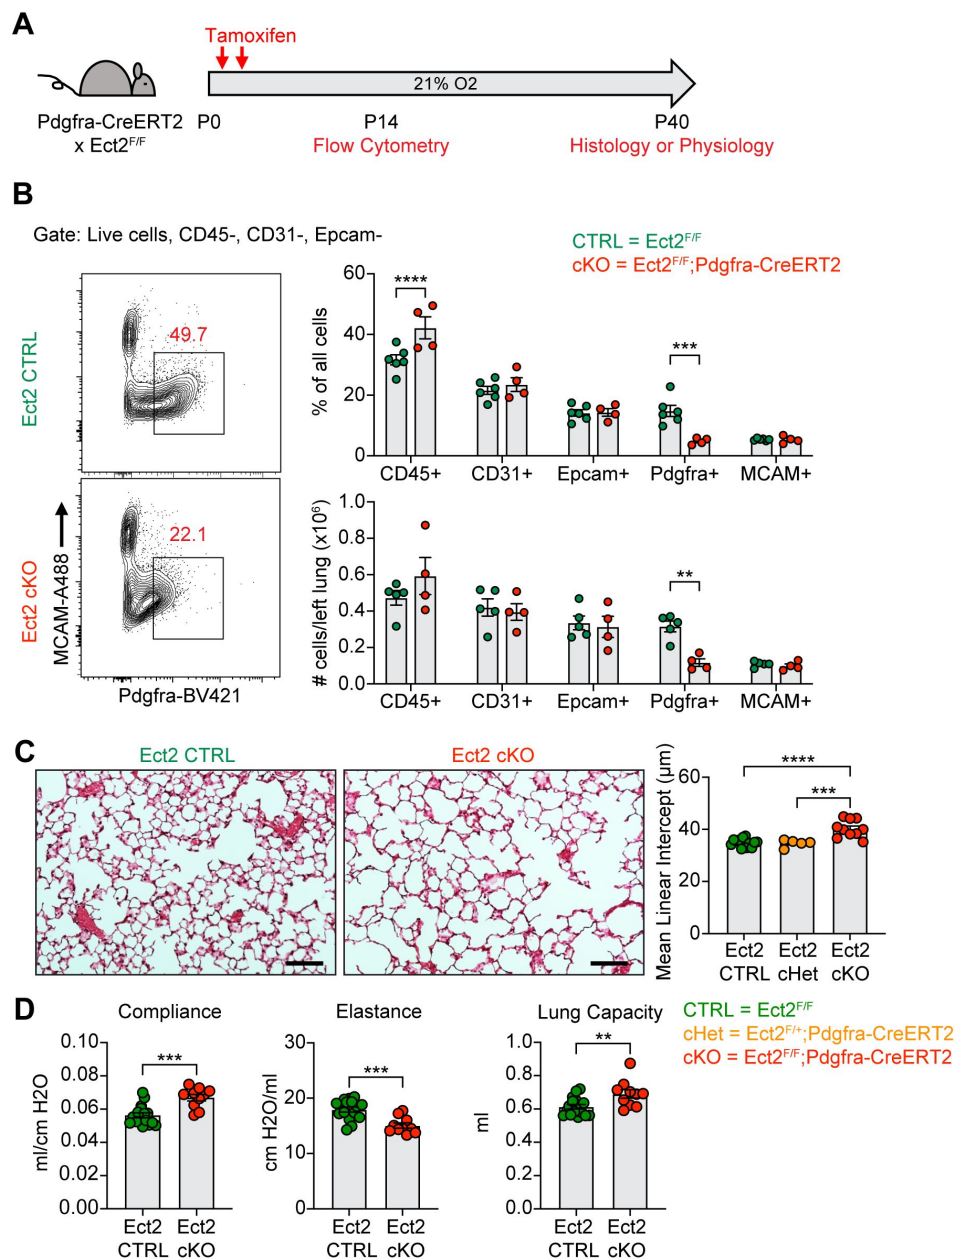 A
Tamoxifen
21% O2
Pdgfra-CreERT2
x Ect2F/F
P0
P14
P40
Flow Cytometry
Histology or Physiology
B
Gate: Live cells, CD45-, CD31-, Epcam-
CTRL = Ect2F/F
cKO = Ect2F/F;Pdgfra-CreERT2
Ect2 CTRL
49.7
Ect2 cKO
MCAM-A488
22.1
Pdgfra-BV421
% of all cells
60
40
20
0
****
***
CD45+
CD31+
Epcam+
Pdgfra+
MCAM+
# cells/left lung (x10⁶)
1.0
0.8
0.6
0.4
0.2
0.0
**
CD45+
CD31+
Epcam+
Pdgfra+
MCAM+
C
Ect2 CTRL
Ect2 cKO
Mean Linear Intercept (μm)
60
40
20
0
****
***
Ect2 CTRL
Ect2 cHet
Ect2 cKO
D
CTRL = Ect2F/F
cHet = Ect2F/+;Pdgfra-CreERT2
cKO = Ect2F/F;Pdgfra-CreERT2
Compliance
ml/cm H2O
0.10
0.08
0.06
0.04
0.02
0.00
***
Ect2 CTRL
Ect2 cKO
Elastance
cm H2O/ml
30
20
10
0
***
Ect2 CTRL
Ect2 cKO
Lung Capacity
ml
1.0
0.8
0.6
0.4
0.2
0.0
**
Ect2 CTRL
Ect2 cKO